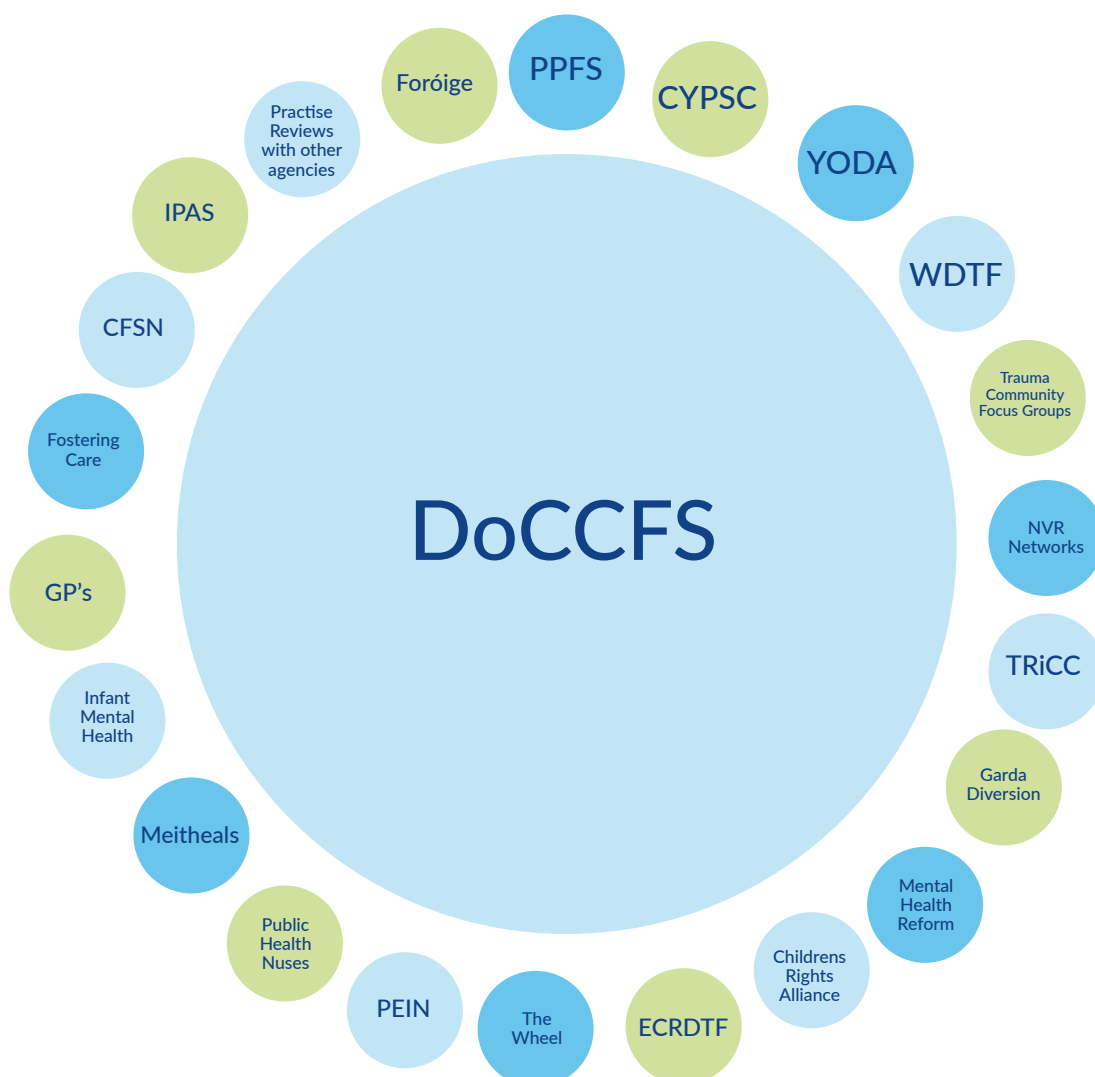 PPFS
CYPSC
YODA
WDTF
Trauma
Community
Focus Groups
NVR
Networks
TRiCC
Garda
Diversion
Mental
Health
Reform
Childrens
Rights
Alliance
ECRDTF
The
Wheel
PEIN
Public
Health
Nuses
Meitheals
Infant
Mental
Health
GP's
Fostering
Care
CFSN
IPAS
Practise
Reviews
with other
agencies
Foróige
DoCCFS